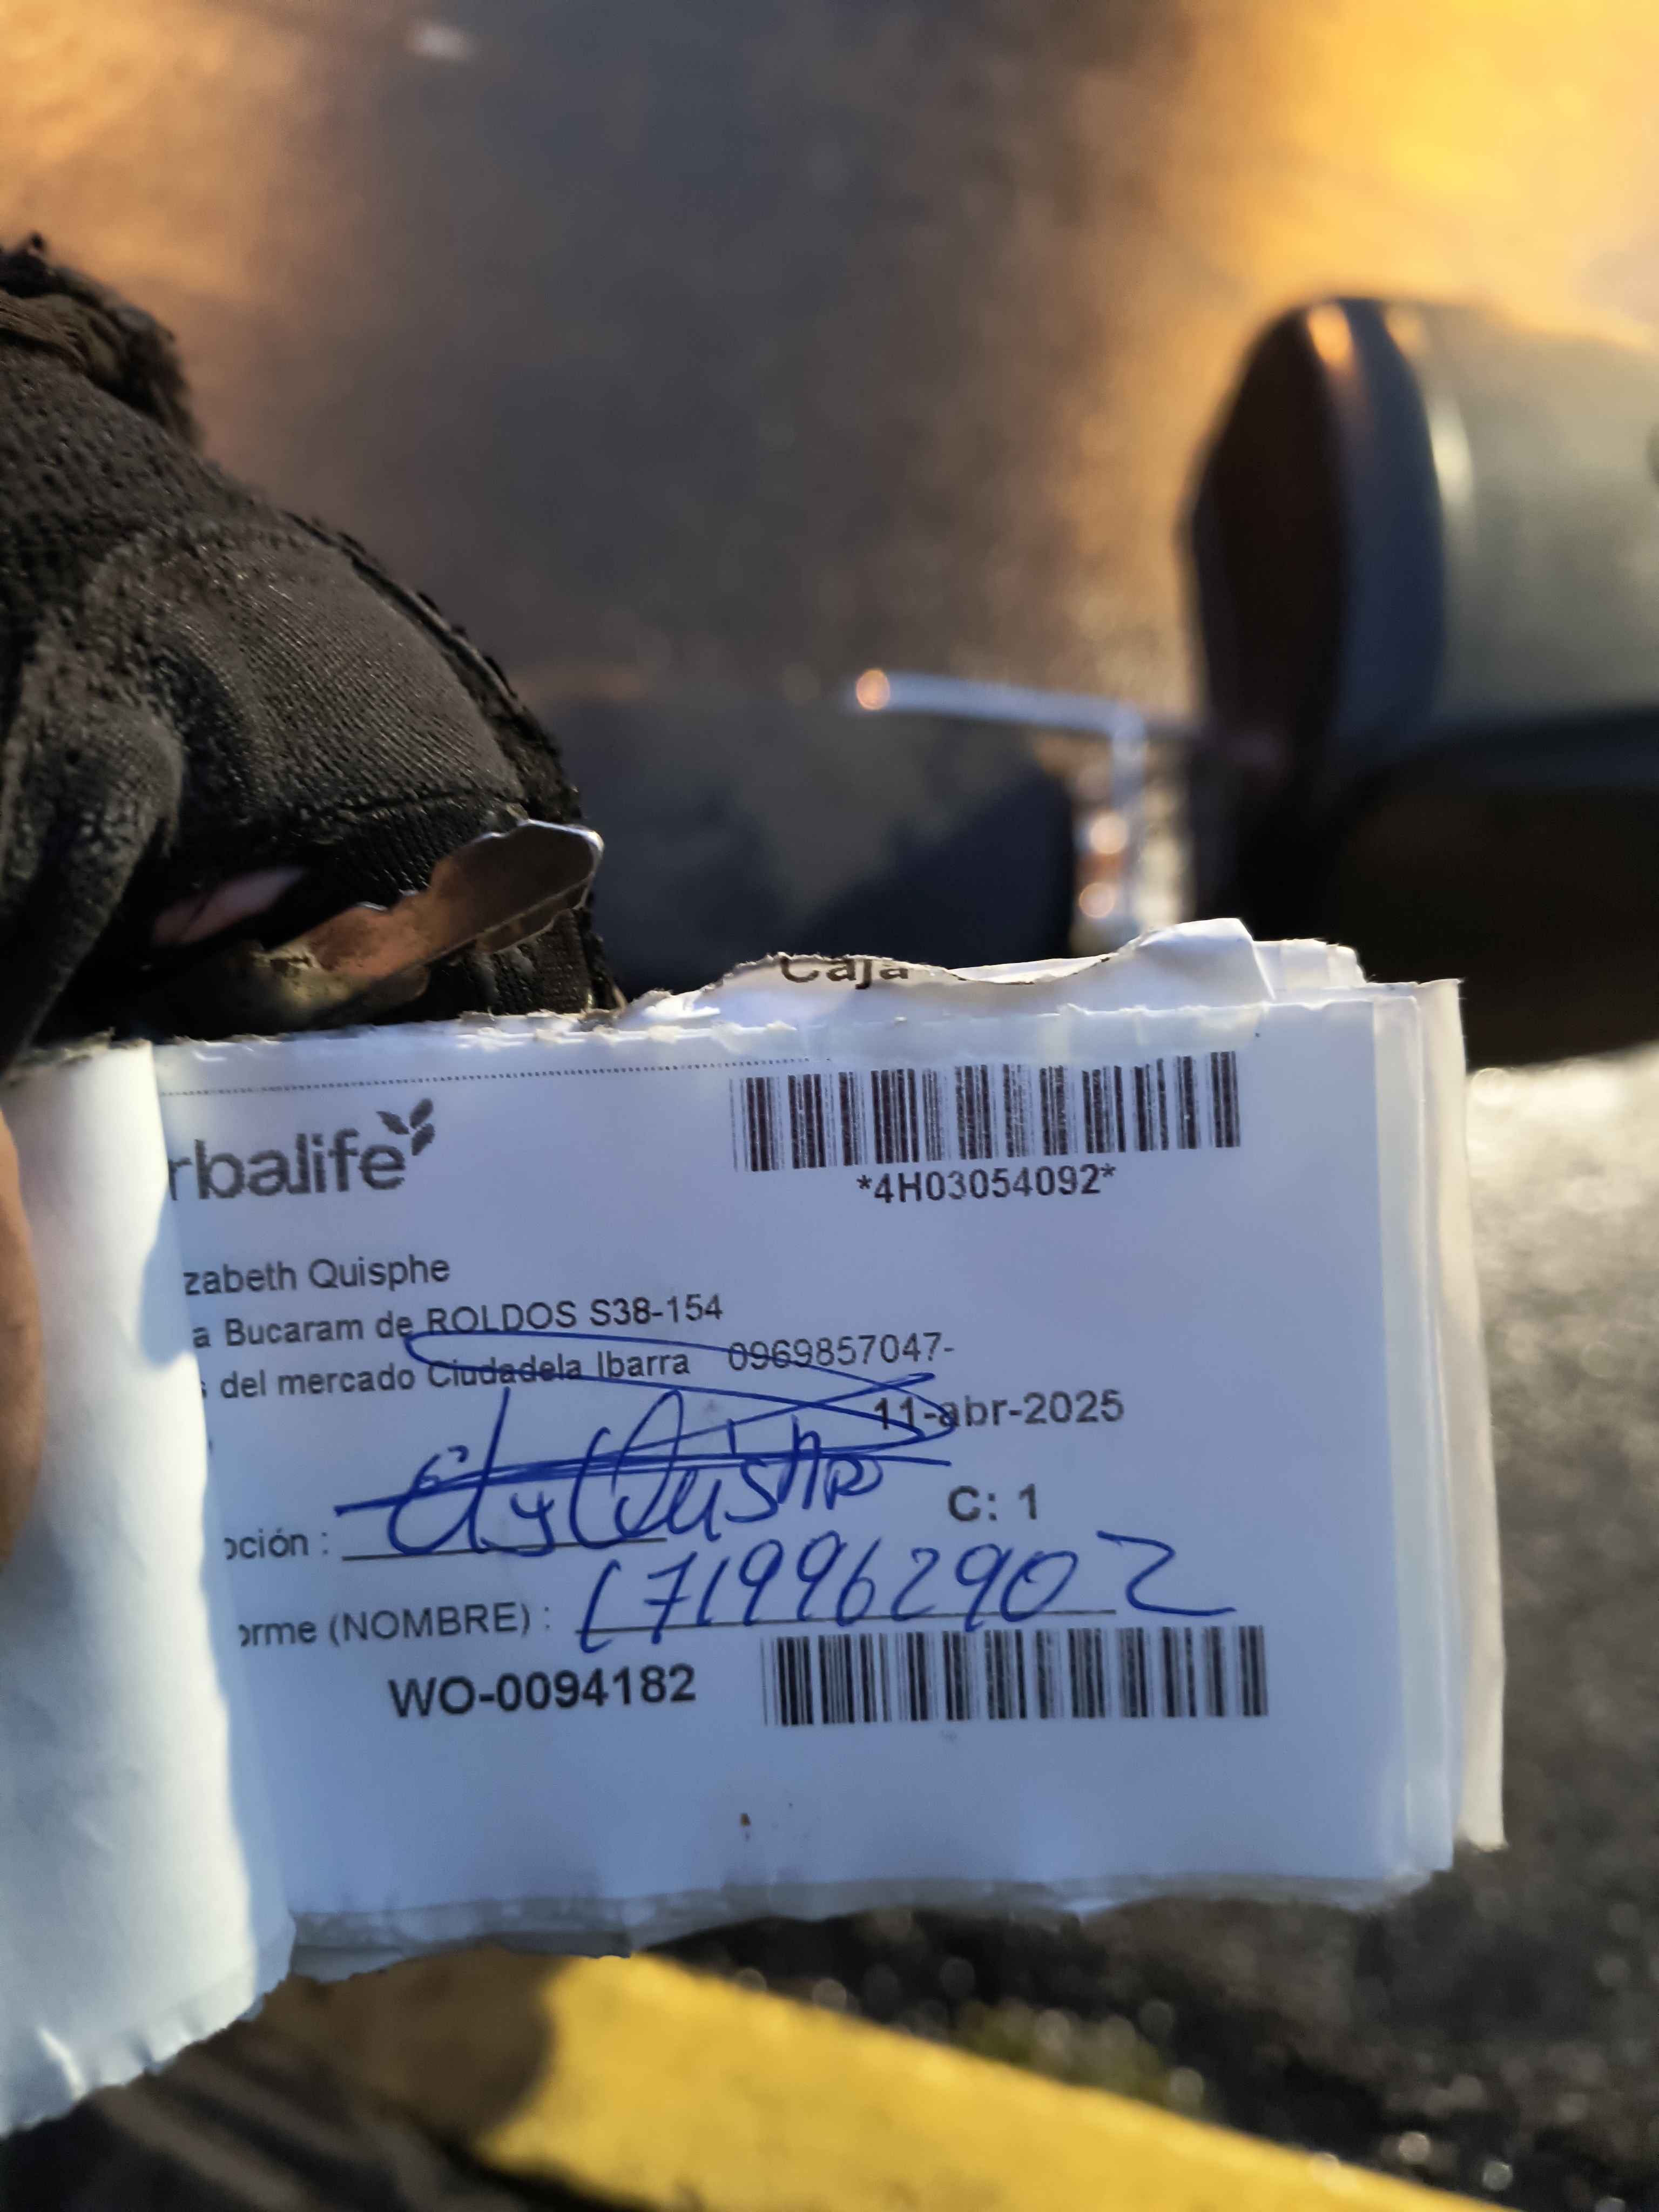 Caja
rbalife
*4H03054092*
zabeth Quisphe
a Bucaram de ROLDOS S38-154
del mercado Ciudadela Ibarra 0969857047-
11-abr-2025
C: 1
pción :
orme (NOMBRE) : 1719962902
WO-0094182